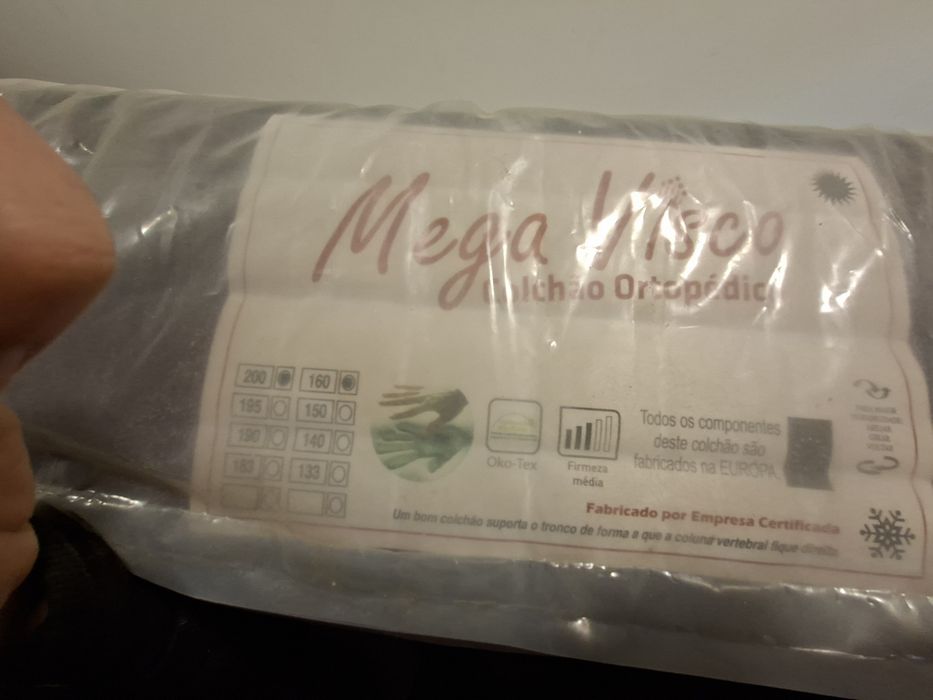 Mega Visco
Colchão Ortopédico
200 160
195 150
190 140
183 133
Öko-Tex
Firmeza
média
Todos os componentes
deste colchão são
fabricados na EUROPA
Fabricado por Empresa Certificada
Um bom colchão suporta o tronco de forma a que a coluna vertebral fique direita